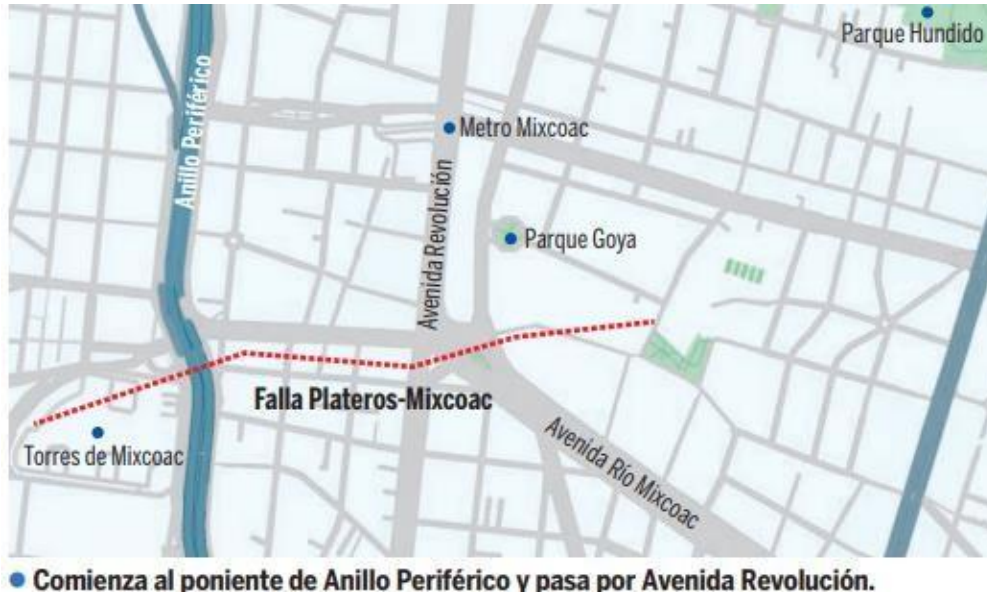 Parque Hundido
Anillo Periférico
Metro Mixcoac
Avenida Revolución
Parque Goya
Falla Plateros-Mixcoac
Torres de Mixcoac
Avenida Río Mixcoac
Comienza al poniente de Anillo Periférico y pasa por Avenida Revolución.